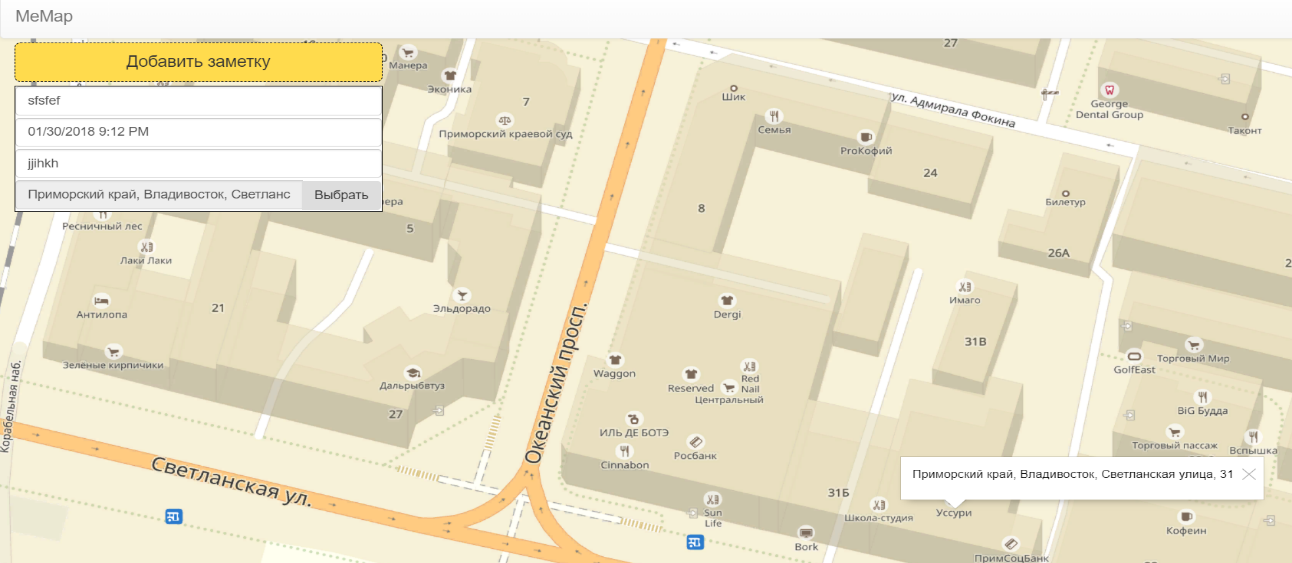 MeMap
Добавить заметку
sfsfef
01/30/2018 9:12 PM
jjihkh
Приморский край, Владивосток, Светланс
Выбрать
Манера
Эконика
7
Приморский краевой суд
27
Шик
Семья
ProКофий
ул. Адмирала Фокина
George
Dental Group
Таконт
24
8
Билетур
26А
5
Ресничный лес
Лаки Лаки
Антилопа
21
Зелёные кирпичики
Эльдорадо
Дальрыбвтуз
27
Корабельная наб.
Светланская ул.
Океанский просп.
Dergi
Waggon
Reserved
Red
Nail
Центральный
ИЛЬ ДЕ БОТЭ
Cinnabon
Росбанк
Имаго
31В
GolfEast
Торговый Мир
BiG Будда
Торговый пассаж
Вспышка
Приморский край, Владивосток, Светланская улица, 31
31Б
Sun
Life
Школа-студия
Уссури
Bork
ПримСоцБанк
Кофеин